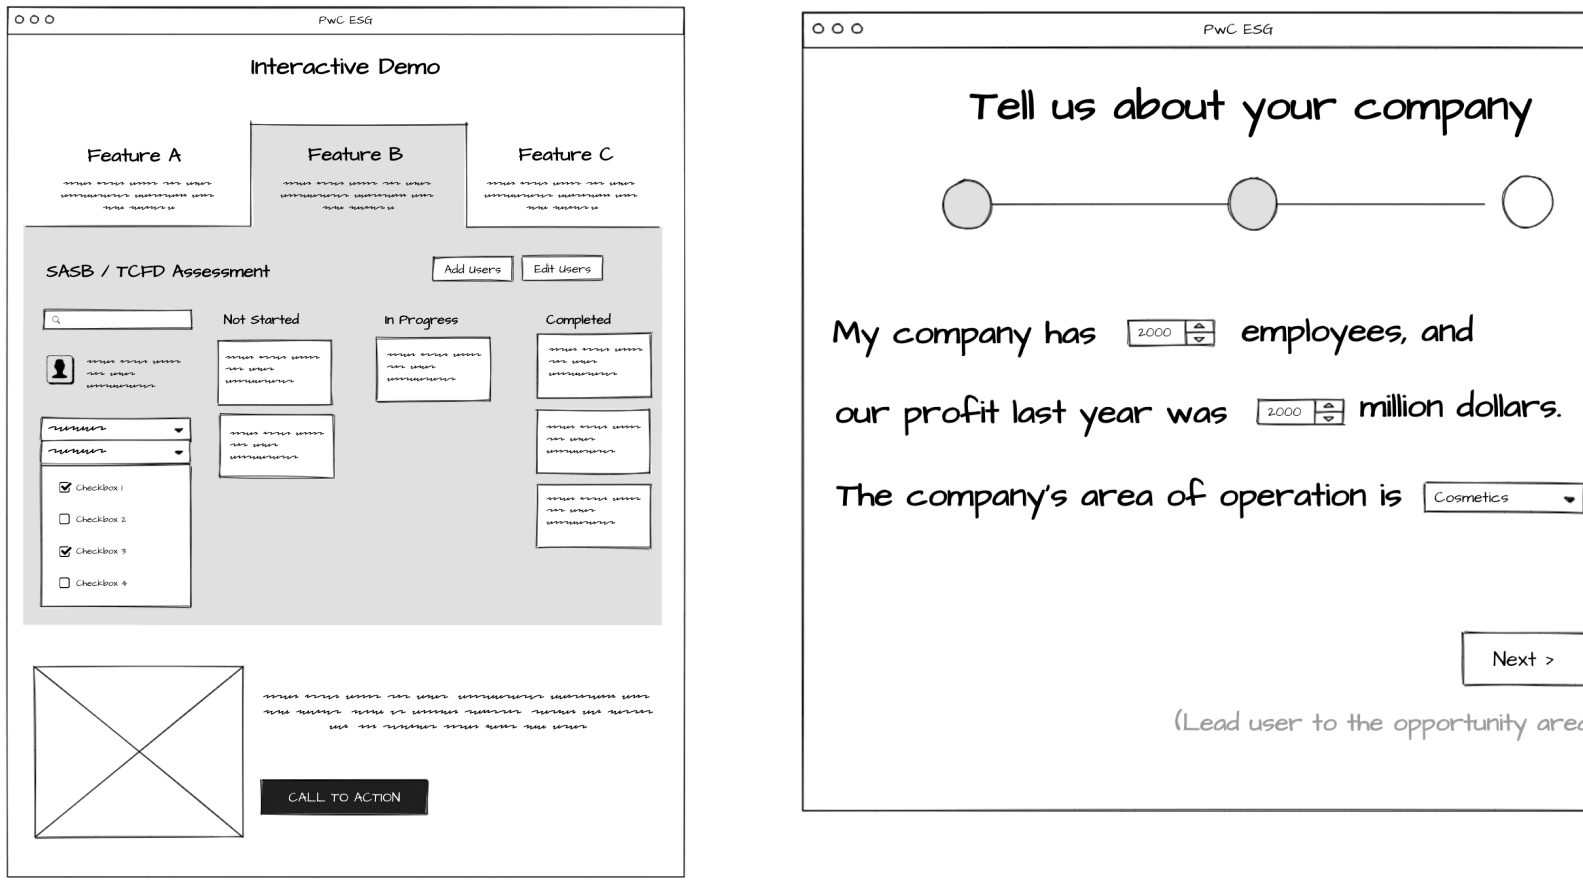 PwC ESG
Interactive Demo
Feature A
Feature B
Feature C
SASB / TCFD Assessment
Add Users
Edit Users
Not Started
In Progress
Completed
Checkbox 1
Checkbox 2
Checkbox 3
Checkbox 4
CALL TO ACTION
PwC ESG
Tell us about your company
My company has 2000 employees, and
our profit last year was 2000 million dollars.
The company's area of operation is Cosmetics
Next >
(Lead user to the opportunity area